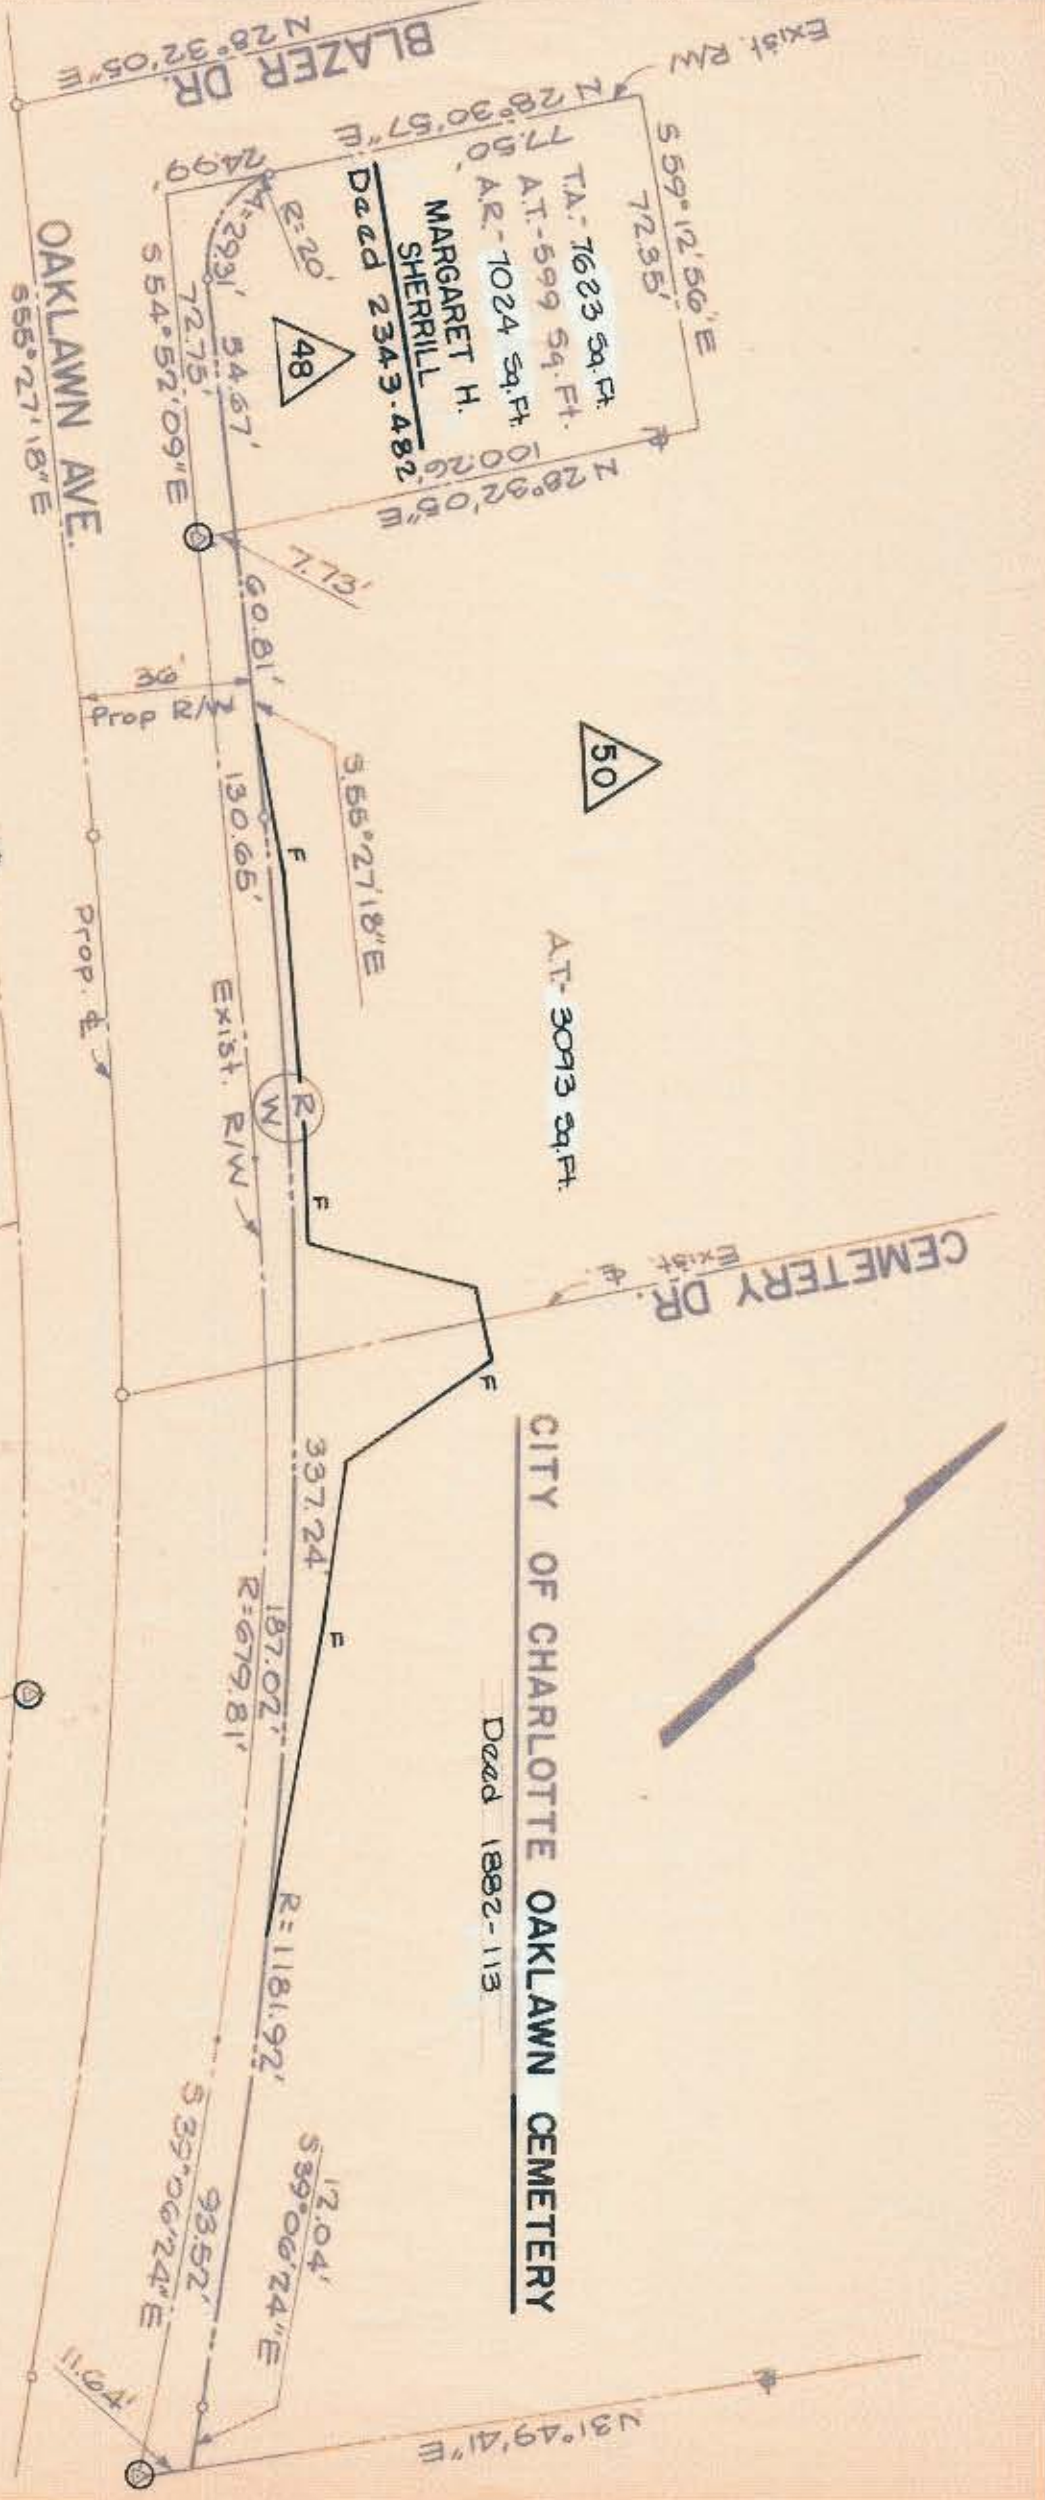 BLAZER DR.
N 28°32'05"E
Exist. R/W
N 28°30'57"E
77.50'
24.99'
S 59°12'56"E
72.35'
T.A.- 7623 Sq.Ft.
A.T.- 599 Sq.Ft.
A.R.- 7024 Sq.Ft.
MARGARET H.
SHERRILL
Deed 2343-482
100.26'
N 28°32'05"E
R=20'
29.31'
54.67'
72.75'
S 54°52'09"E
48
OAKLAWN AVE.
S55°27'18"E
7.73'
60.81'
36'
Prop R/W
130.65'
S.55°27'18"E
50
A.T.- 3093 Sq.Ft.
Prop. ℄
Exist. R/W
F
R
W
F
CEMETERY DR.
Exist. ℄
F
CITY OF CHARLOTTE OAKLAWN CEMETERY
Deed 1882-113
337.24'
F
187.02'
R=679.81'
R=1181.92'
12.04'
S 39°06'24"E
93.52'
S 39°06'24"E
11.64'
N31°49'41"E